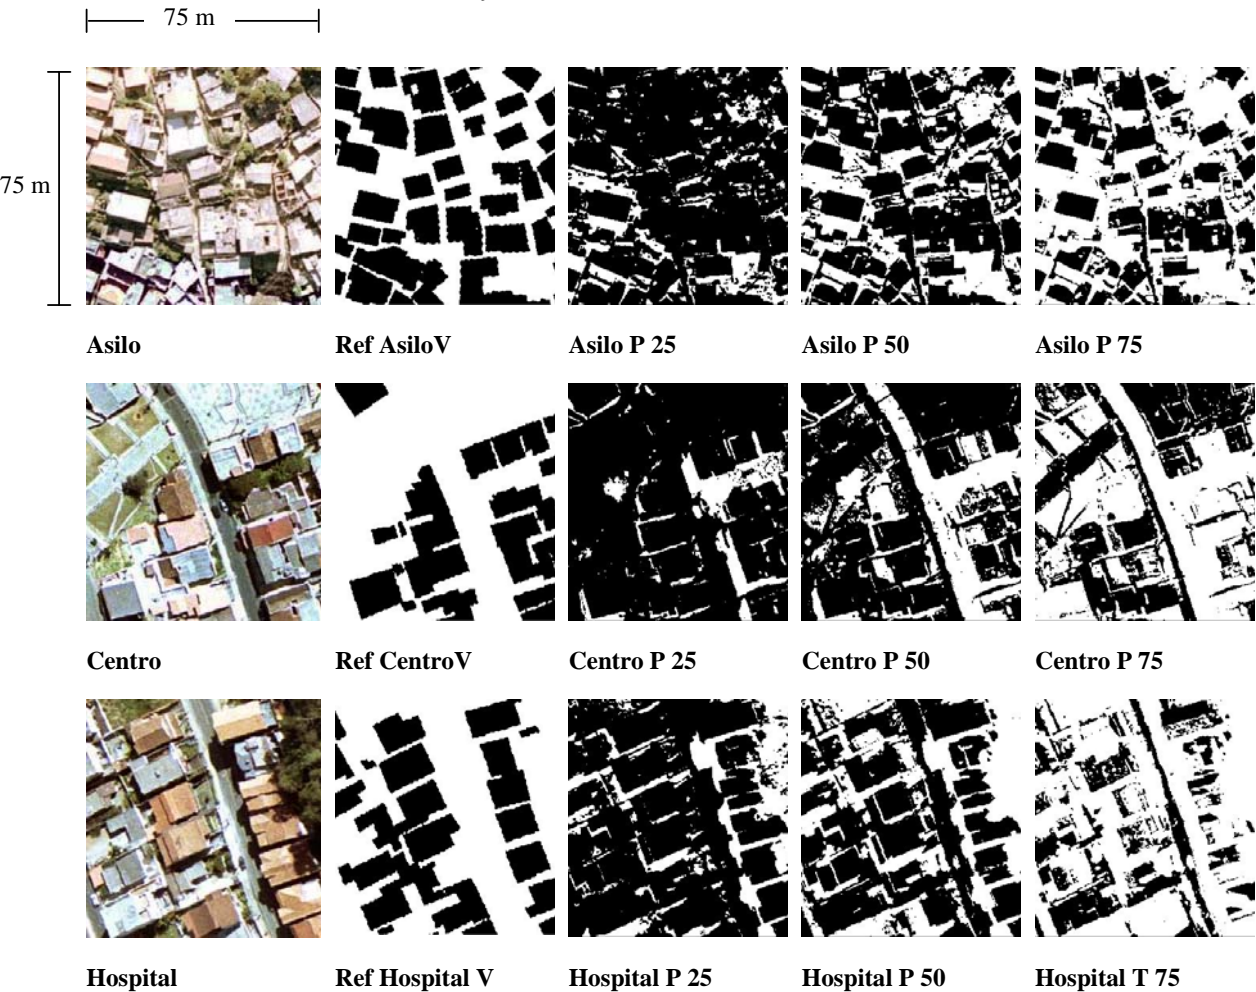 75 m
75 m
Asilo Ref AsiloV Asilo P 25 Asilo P 50 Asilo P 75
Centro Ref CentroV Centro P 25 Centro P 50 Centro P 75
Hospital Ref Hospital V Hospital P 25 Hospital P 50 Hospital T 75